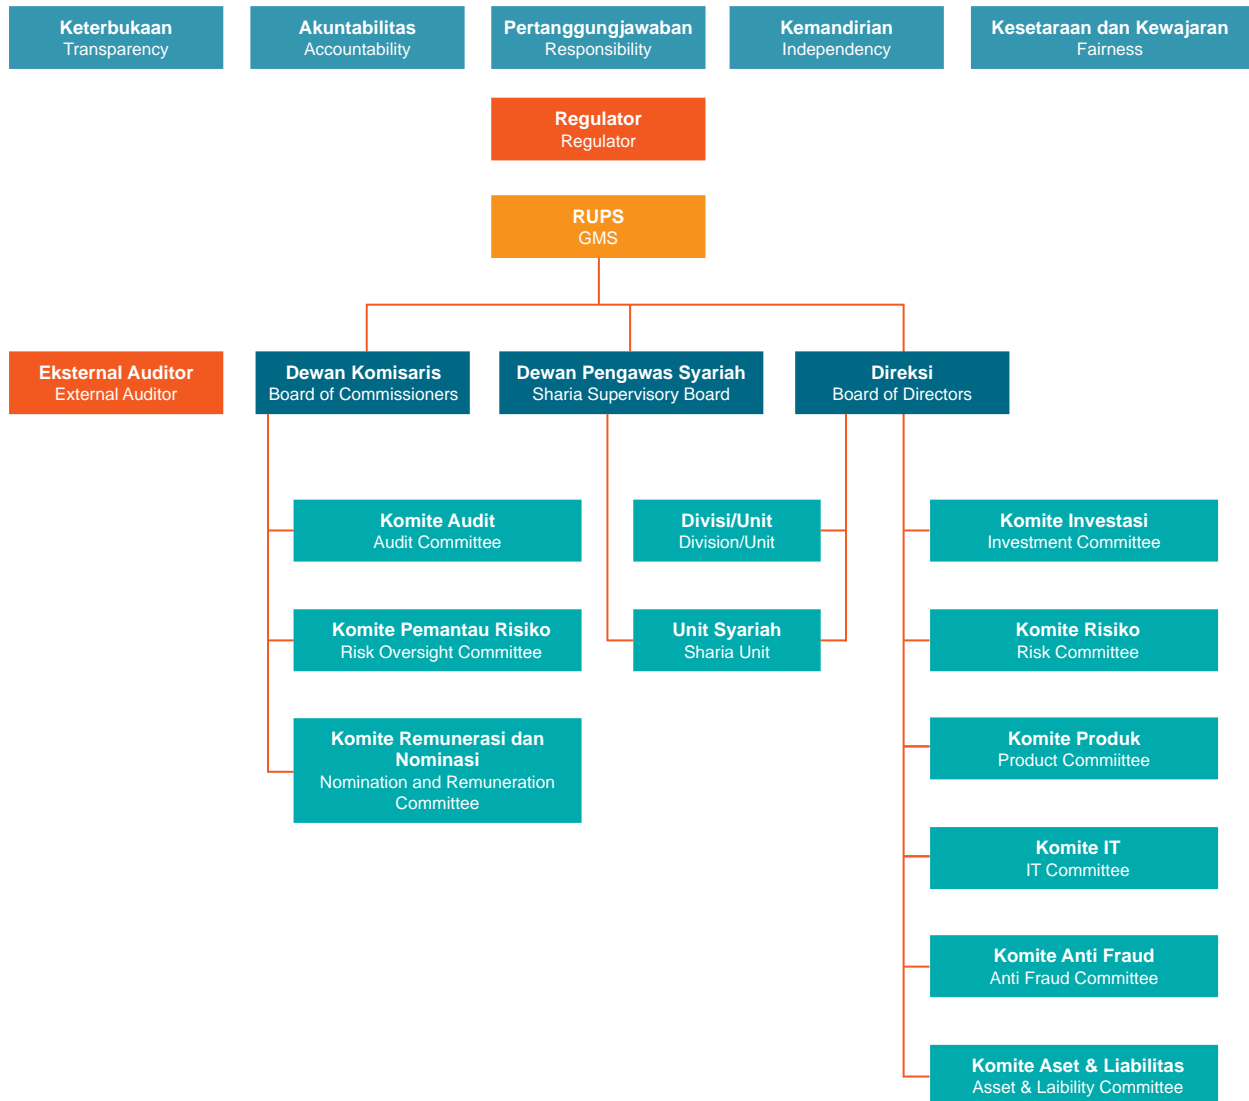 Keterbukaan
Transparency
Akuntabilitas
Accountability
Pertanggungjawaban
Responsibility
Kemandirian
Independency
Kesetaraan dan Kewajaran
Fairness
Regulator
Regulator
RUPS
GMS
Eksternal Auditor
External Auditor
Dewan Komisaris
Board of Commissioners
Dewan Pengawas Syariah
Sharia Supervisory Board
Direksi
Board of Directors
Komite Audit
Audit Committee
Divisi/Unit
Division/Unit
Komite Investasi
Investment Committee
Komite Pemantau Risiko
Risk Oversight Committee
Unit Syariah
Sharia Unit
Komite Risiko
Risk Committee
Komite Remunerasi dan
Nominasi
Nomination and Remuneration
Committee
Komite Produk
Product Commiittee
Komite IT
IT Committee
Komite Anti Fraud
Anti Fraud Committee
Komite Aset & Liabilitas
Asset & Laibility Committee